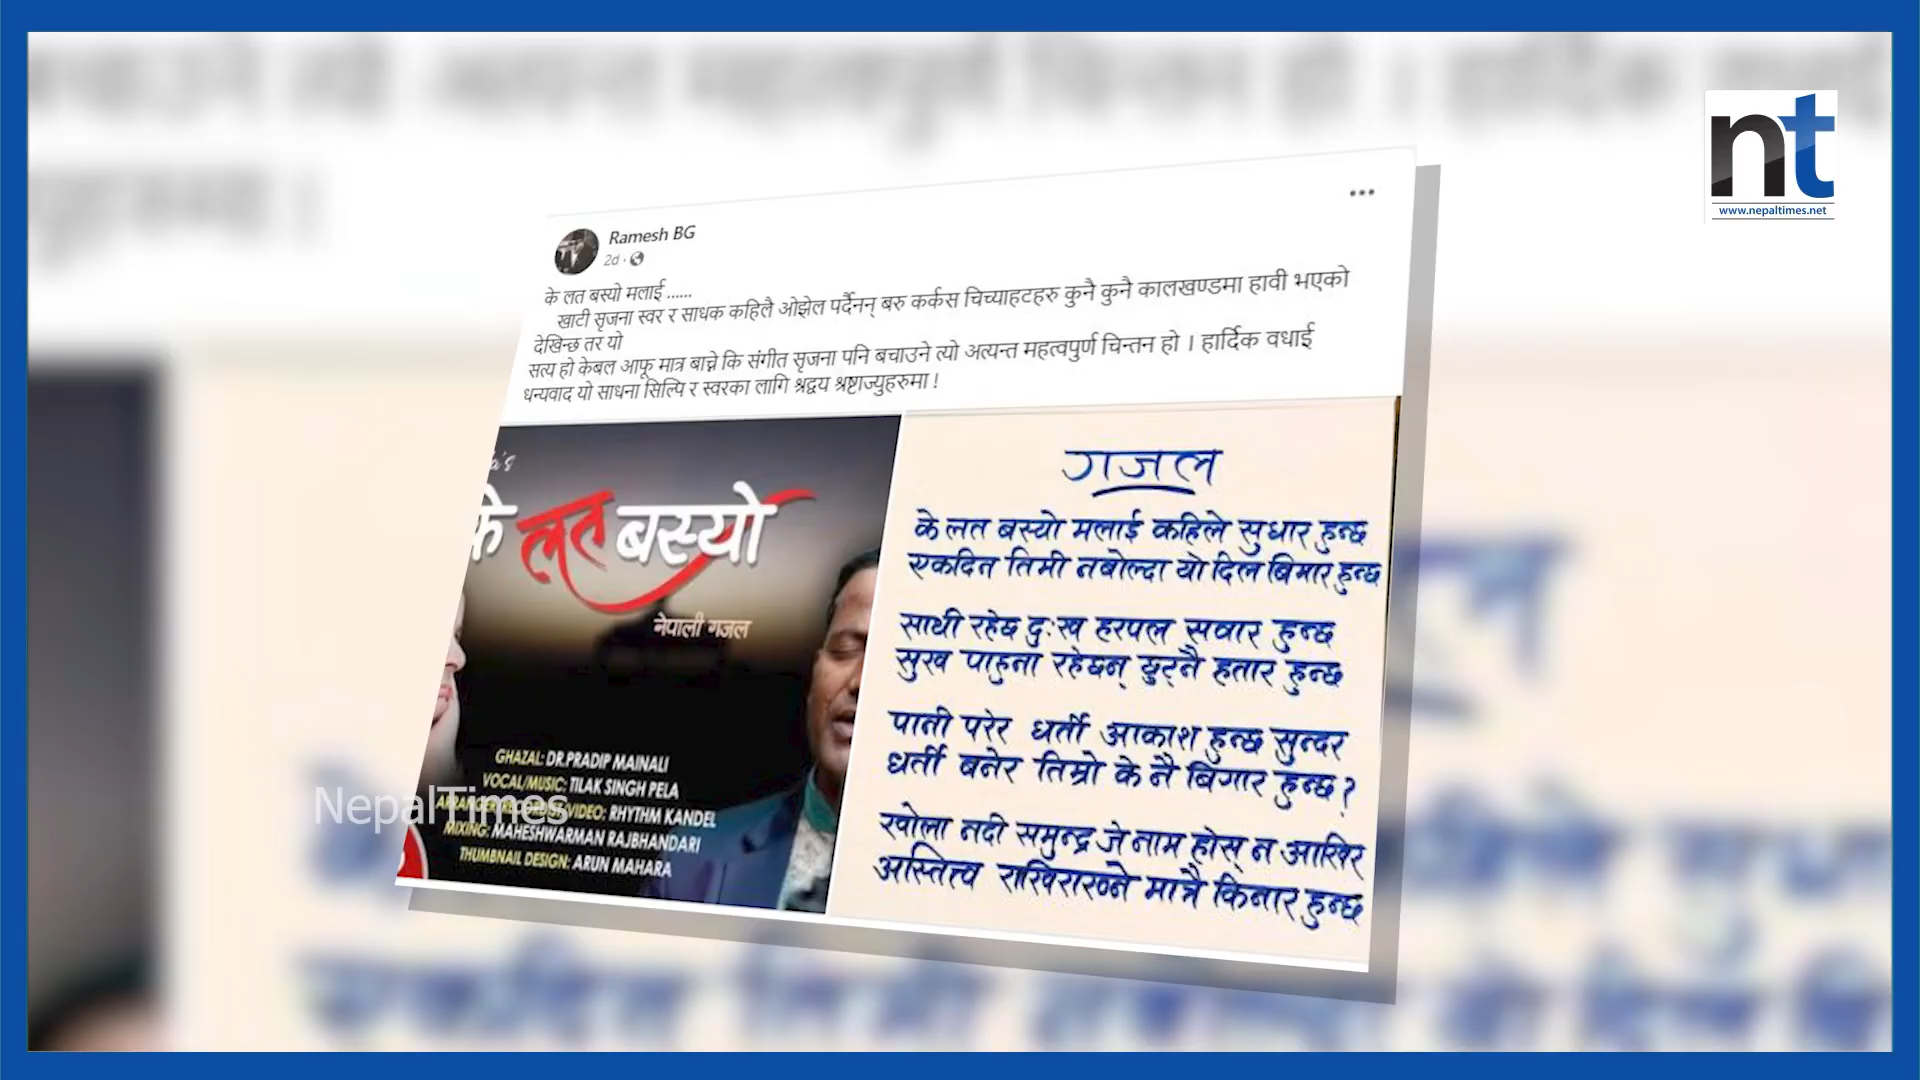 nt
www.nepaltimes.net
Ramesh BG
2d
के लत बस्यो मलाई ......
खाटी सृजना स्वर र साधक कहिलै ओझेल पर्दैनन् बरु कर्कस चिच्याहटहरु कुनै कुनै कालखण्डमा हावी भएको
देखिन्छ तर यो
सत्य हो केबल आफू मात्र बाच्ने कि संगीत सृजना पनि बचाउने त्यो अत्यन्त महत्वपुर्ण चिन्तन हो । हार्दिक वधाई
धन्यवाद यो साधना सिल्पि र स्वरका लागि श्रद्वय श्रष्टाज्युहरुमा !
के लत बस्यो
नेपाली गजल
GHAZAL: DR.PRADIP MAINALI
VOCAL/MUSIC: TILAK SINGH PELA
VIDEO: RHYTHM KANDEL
MIXING: MAHESHWARMAN RAJBHANDARI
THUMBNAIL DESIGN: ARUN MAHARA
NepalTimes
गजल
के लत बस्यो मलाई कहिले सुधार हुन्छ
एकदिन तिमी नबोल्दा यो दिल बिमार हुन्छ
साथी रहेछ दुःख हरपल सवार हुन्छ
सुख पाहुना रहेछन् छुट्नै हतार हुन्छ
पानी परेर धर्ती आकाश हुन्छ सुन्दर
धर्ती बनेर तिम्रो के नै बिगार हुन्छ ?
खोला नदी समुन्द्र जे नाम होस् न आखिर
अस्तित्व राखिराख्ने मात्रै किनार हुन्छ